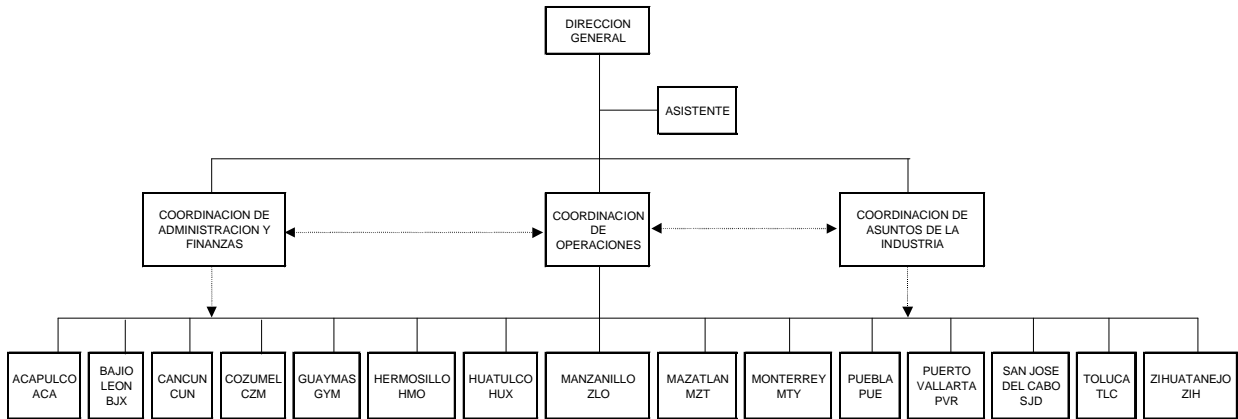 DIRECCION
GENERAL
ASISTENTE
COORDINACION DE
ADMINISTRACION Y
FINANZAS
COORDINACION
DE
OPERACIONES
COORDINACION DE
ASUNTOS DE LA
INDUSTRIA
ACAPULCO
ACA
BAJIO
LEON
BJX
CANCUN
CUN
COZUMEL
CZM
GUAYMAS
GYM
HERMOSILLO
HMO
HUATULCO
HUX
MANZANILLO
ZLO
MAZATLAN
MZT
MONTERREY
MTY
PUEBLA
PUE
PUERTO
VALLARTA
PVR
SAN JOSE
DEL CABO
SJD
TOLUCA
TLC
ZIHUATANEJO
ZIH